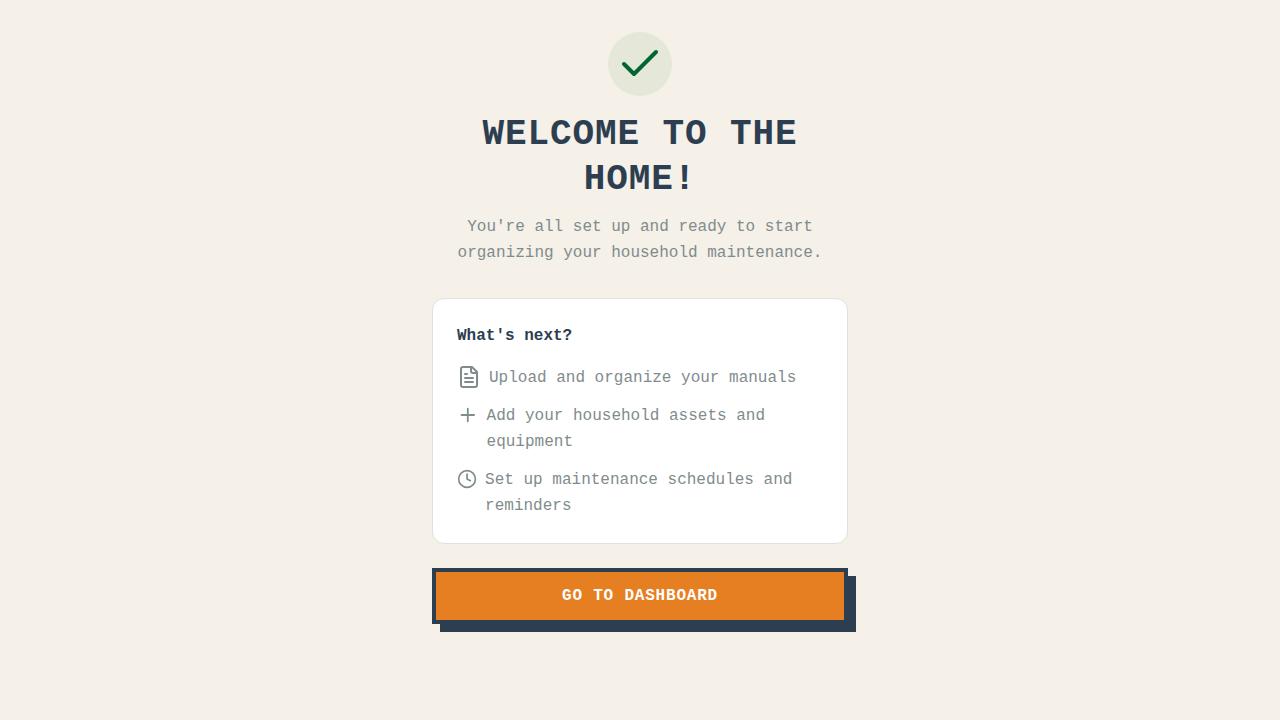 WELCOME TO THE
HOME!
You're all set up and ready to start
organizing your household maintenance.
What's next?
Upload and organize your manuals
Add your household assets and
equipment
Set up maintenance schedules and
reminders
GO TO DASHBOARD